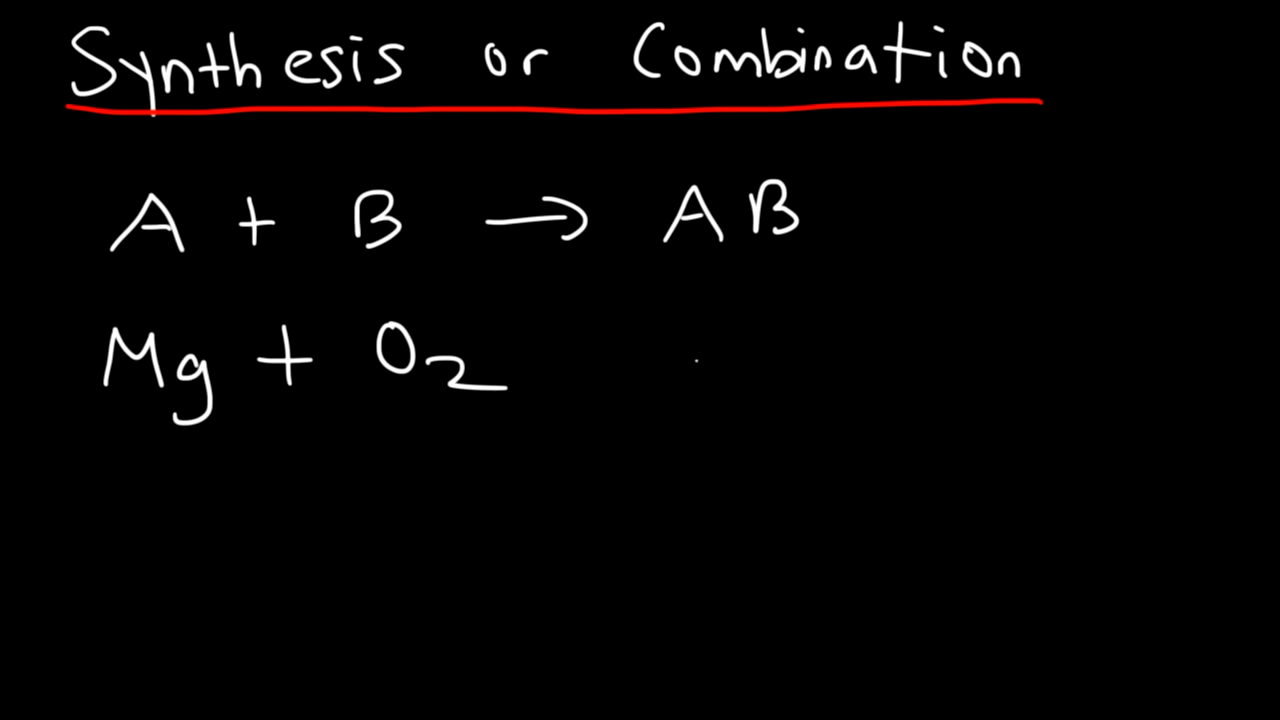 Synthesis or Combination
A + B → AB
Mg + O₂